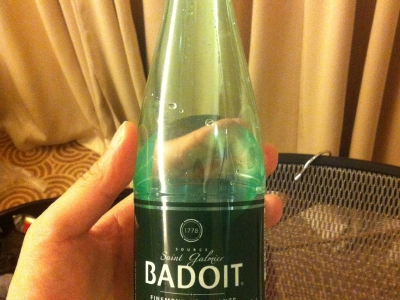 1778
SOURCE
Saint Galmier
BADOIT